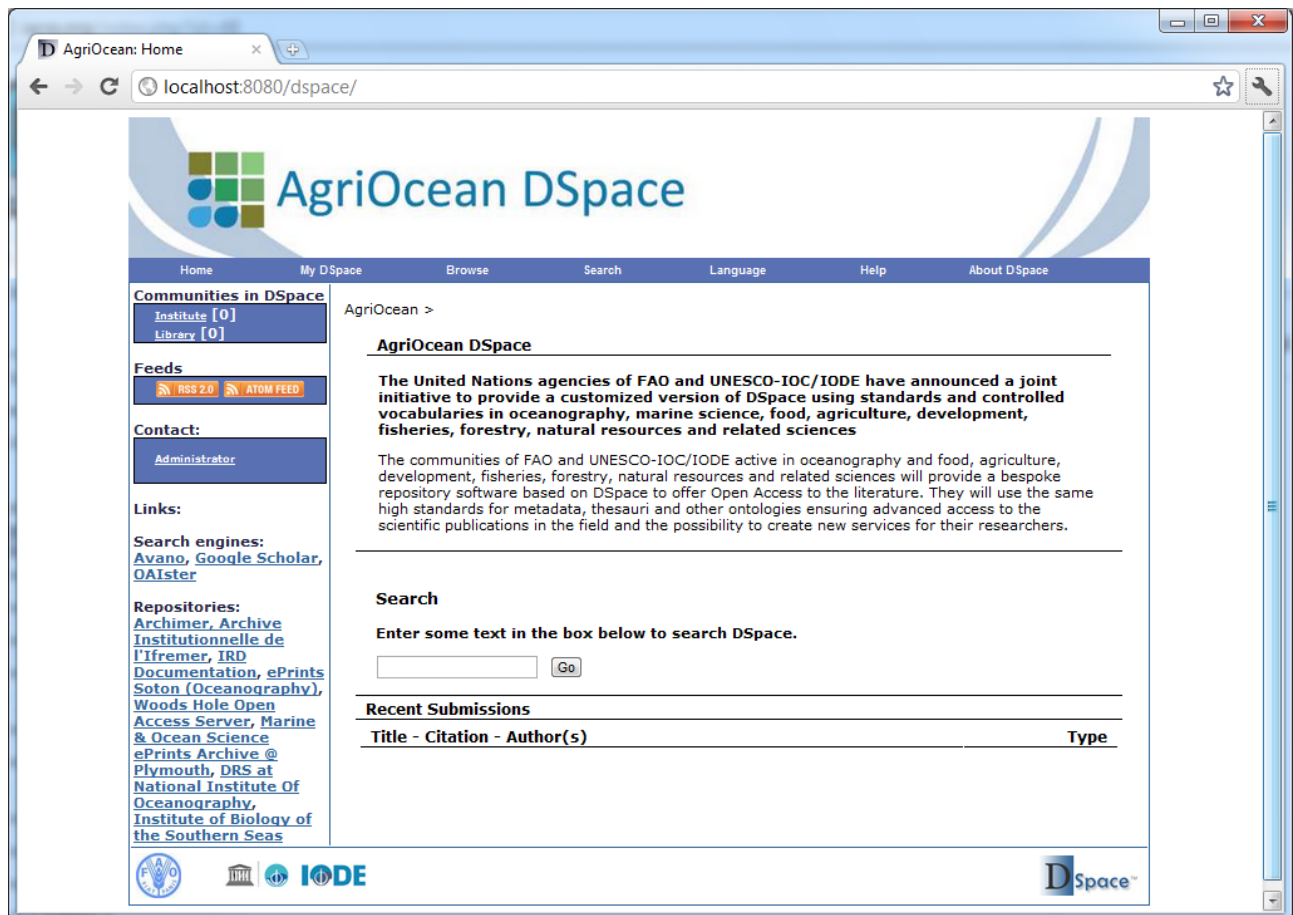 AgriOcean: Home
localhost:8080/dspace/
AgriOcean DSpace
Home My DSpace Browse Search Language Help About DSpace
Communities in DSpace
Institute [0]
Library [0]
Feeds
RSS 2.0 ATOM FEED
Contact:
Administrator
Links:
Search engines:
Avano, Google Scholar,
OAIster
Repositories:
Archimer, Archive
Institutionnelle de
l'Ifremer, IRD
Documentation, ePrints
Soton (Oceanography),
Woods Hole Open
Access Server, Marine
& Ocean Science
ePrints Archive @
Plymouth, DRS at
National Institute Of
Oceanography,
Institute of Biology of
the Southern Seas
AgriOcean >
AgriOcean DSpace
The United Nations agencies of FAO and UNESCO-IOC/IODE have announced a joint
initiative to provide a customized version of DSpace using standards and controlled
vocabularies in oceanography, marine science, food, agriculture, development,
fisheries, forestry, natural resources and related sciences
The communities of FAO and UNESCO-IOC/IODE active in oceanography and food, agriculture,
development, fisheries, forestry, natural resources and related sciences will provide a bespoke
repository software based on DSpace to offer Open Access to the literature. They will use the same
high standards for metadata, thesauri and other ontologies ensuring advanced access to the
scientific publications in the field and the possibility to create new services for their researchers.
Search
Enter some text in the box below to search DSpace.
Go
Recent Submissions
Title - Citation - Author(s) Type
IODE
DSpace